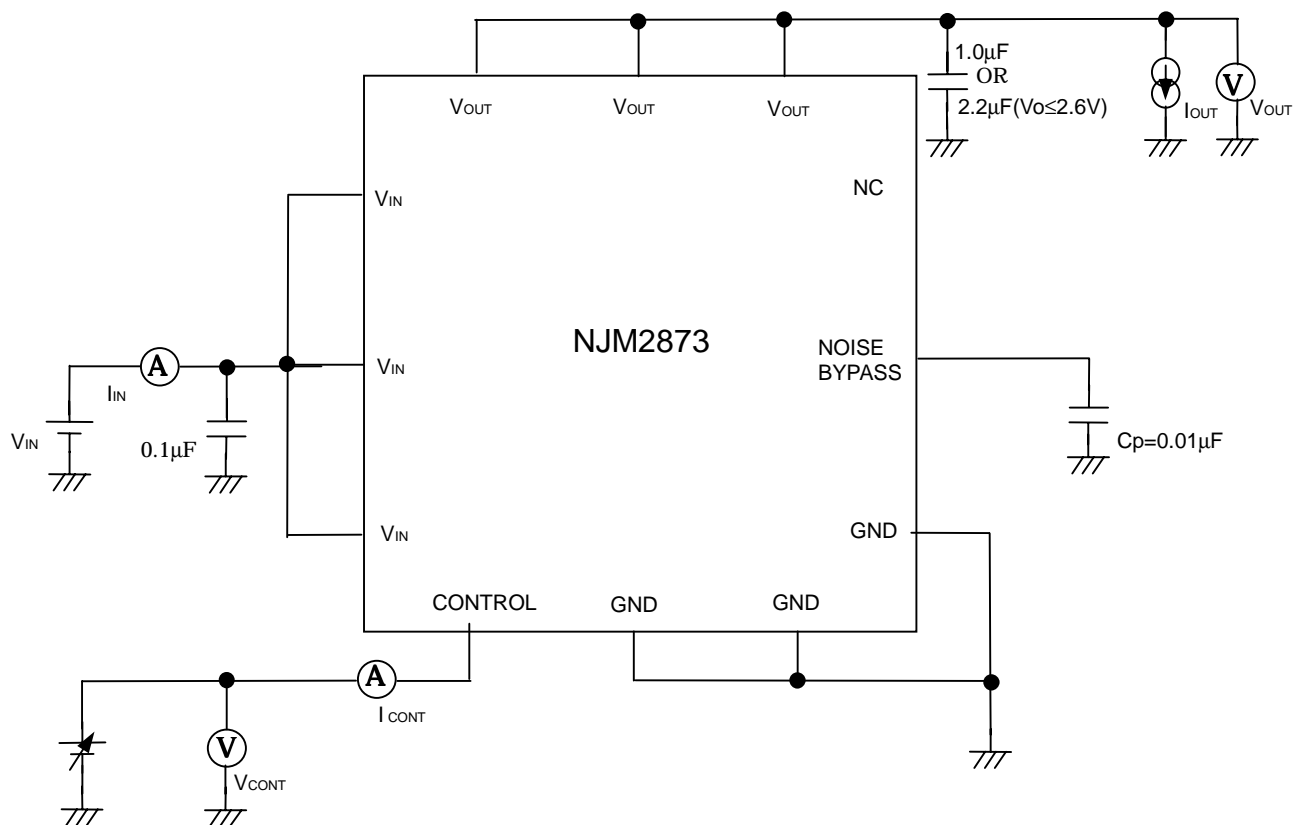 1.0µF
OR
2.2µF(Vo≤2.6V)
IOUT
V
VOUT
VOUT
VOUT
VOUT
VIN
NC
NJM2873
A
IIN
VIN
NOISE
BYPASS
VIN
0.1µF
Cp=0.01µF
VIN
GND
CONTROL
GND
GND
A
I CONT
V
VCONT